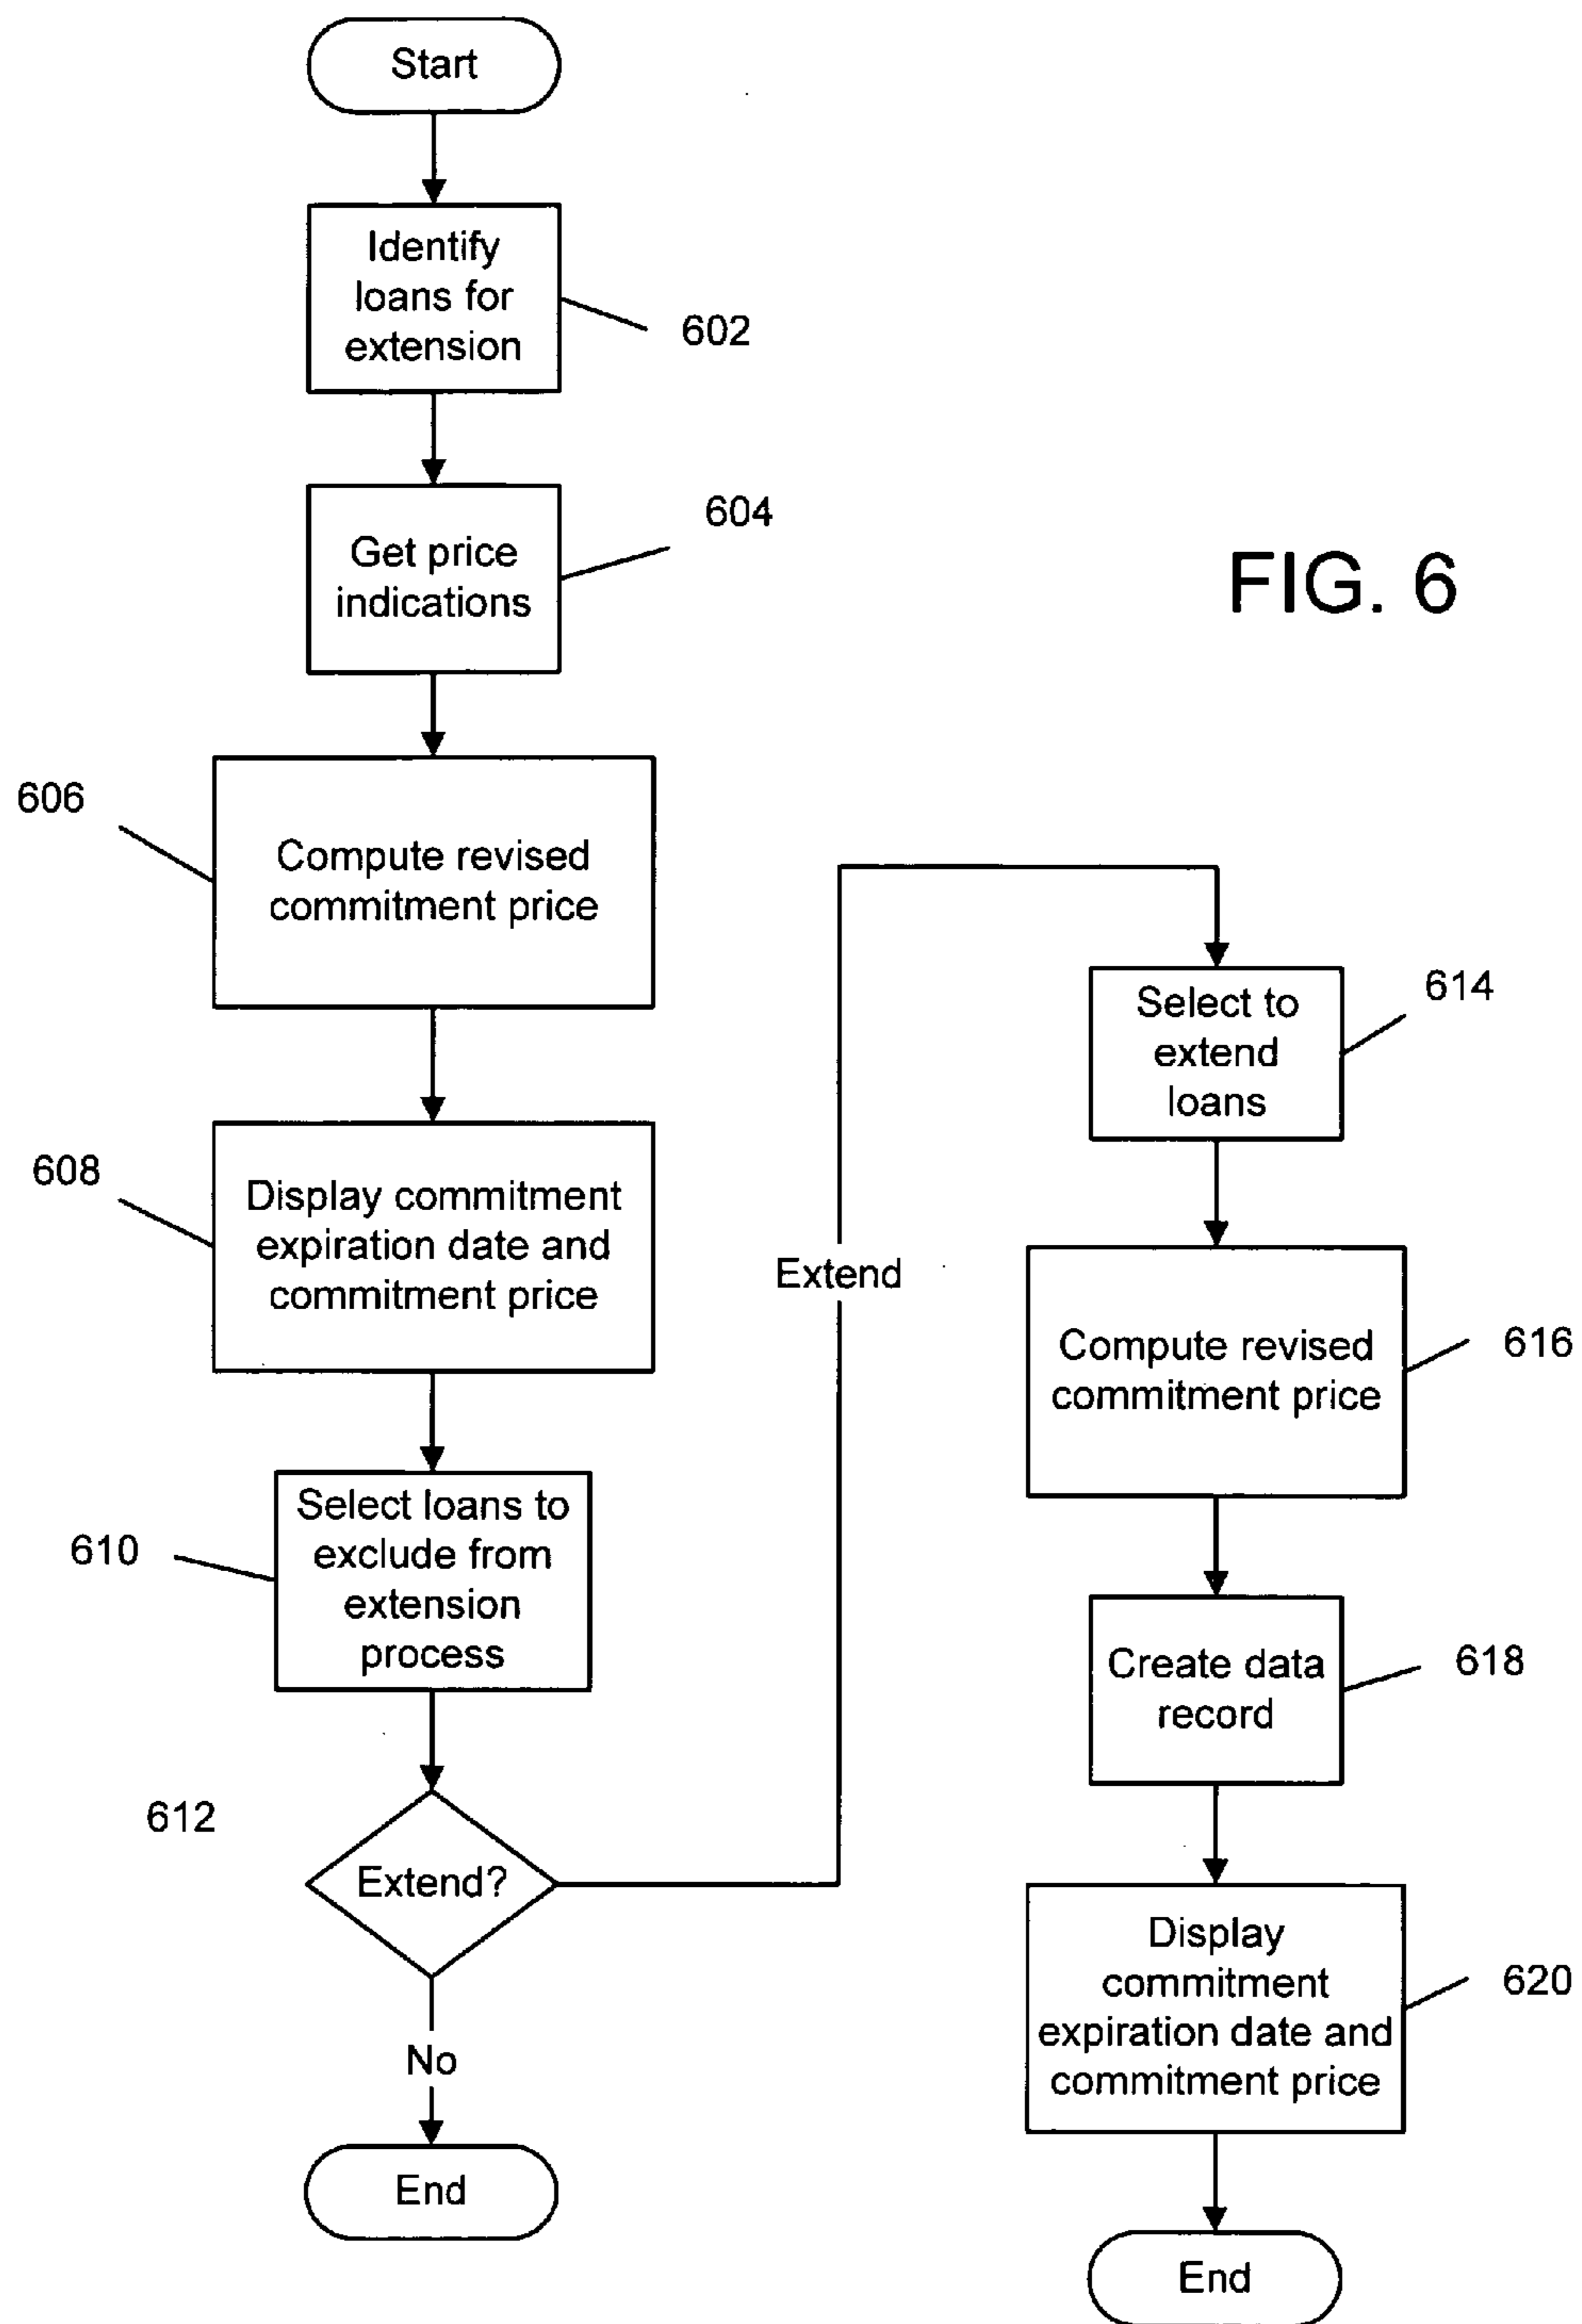 Start
Identify
loans for
extension
602
Get price
indications
604
FIG. 6
606
Compute revised
commitment price
608
Display commitment
expiration date and
commitment price
610
Select loans to
exclude from
extension
process
612
Extend?
No
End
Extend
Select to
extend
loans
614
Compute revised
commitment price
616
Create data
record
618
Display
commitment
expiration date and
commitment price
620
End